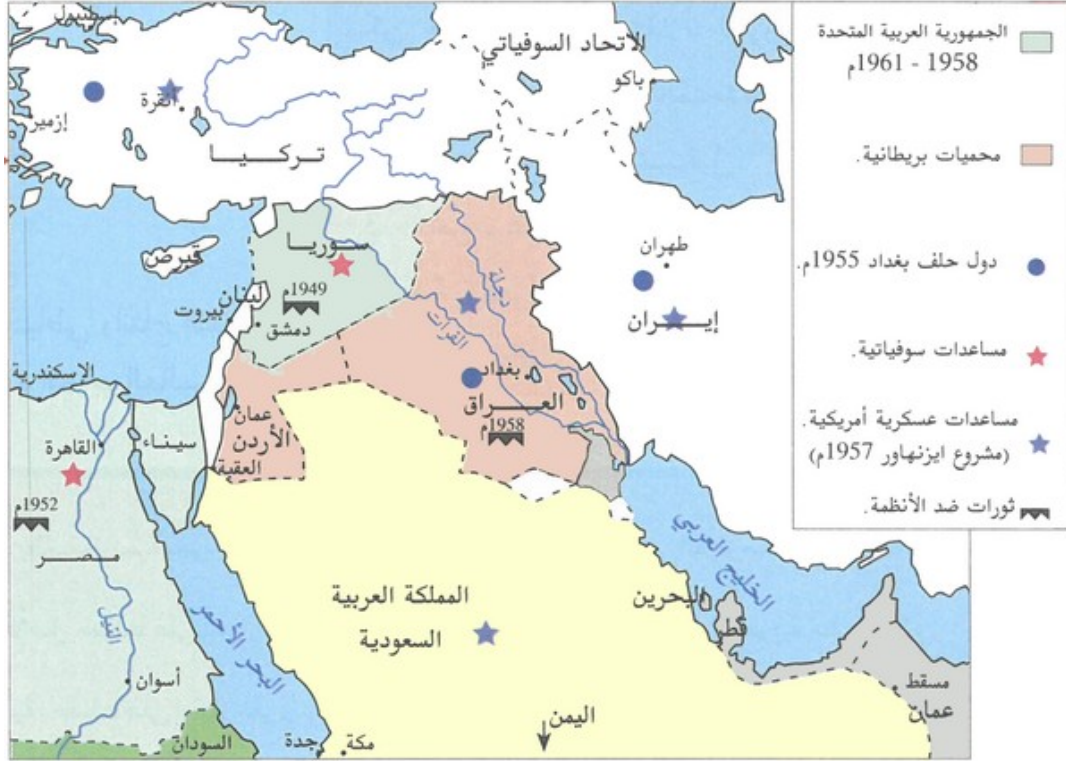 الجمهورية العربية المتحدة
1958 - 1961م
محميات بريطانية.
دول حلف بغداد 1955م.
مساعدات سوفياتية.
مساعدات عسكرية أمريكية.
(مشروع ايزنهاور 1957م)
ثورات ضد الأنظمة.
إسطنبول
الاتحاد السوفياتي
باكو
أنقرة
إزمير
تركيا
طهران
إيران
قبرص
سوريا
1949م
لبنان
بيروت
دمشق
دجلة
الفرات
بغداد
العراق
1958م
عمان
الأردن
العقبة
الإسكندرية
سيناء
القاهرة
1952م
مصر
النيل
أسوان
السودان
البحر الأحمر
جدة
مكة
المملكة العربية
السعودية
اليمن
الخليج العربي
البحرين
قطر
مسقط
عمان